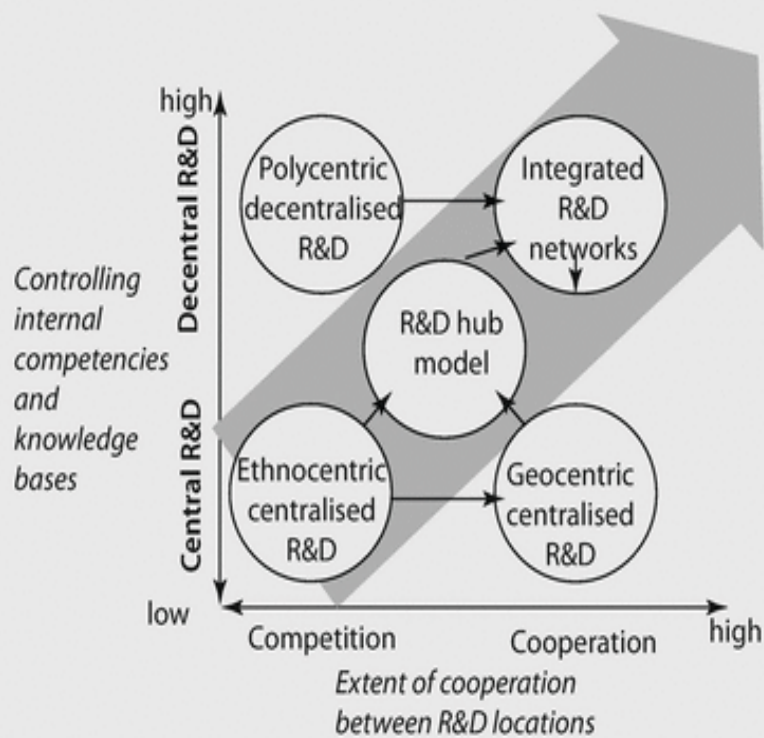 high
Decentral R&D
Central R&D
Controlling
internal
competencies
and
knowledge
bases
Polycentric
decentralised
R&D
Integrated
R&D
networks
R&D hub
model
Ethnocentric
centralised
R&D
Geocentric
centralised
R&D
low
Competition
Cooperation
high
Extent of cooperation
between R&D locations